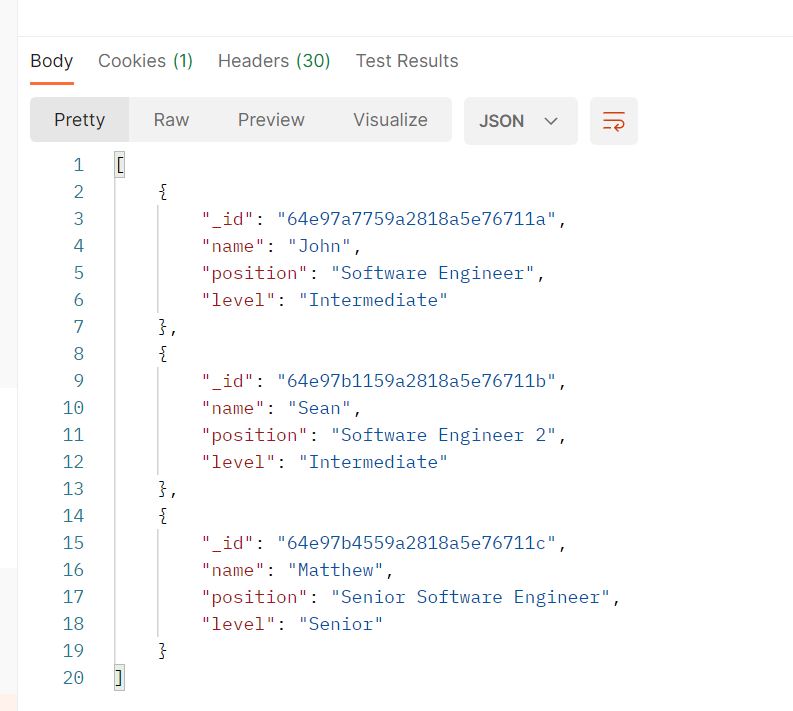 Body Cookies (1) Headers (30) Test Results
Pretty Raw Preview Visualize JSON
1 [
2 {
3 "_id": "64e97a7759a2818a5e76711a",
4 "name": "John",
5 "position": "Software Engineer",
6 "level": "Intermediate"
7 },
8 {
9 "_id": "64e97b1159a2818a5e76711b",
10 "name": "Sean",
11 "position": "Software Engineer 2",
12 "level": "Intermediate"
13 },
14 {
15 "_id": "64e97b4559a2818a5e76711c",
16 "name": "Matthew",
17 "position": "Senior Software Engineer",
18 "level": "Senior"
19 }
20 ]